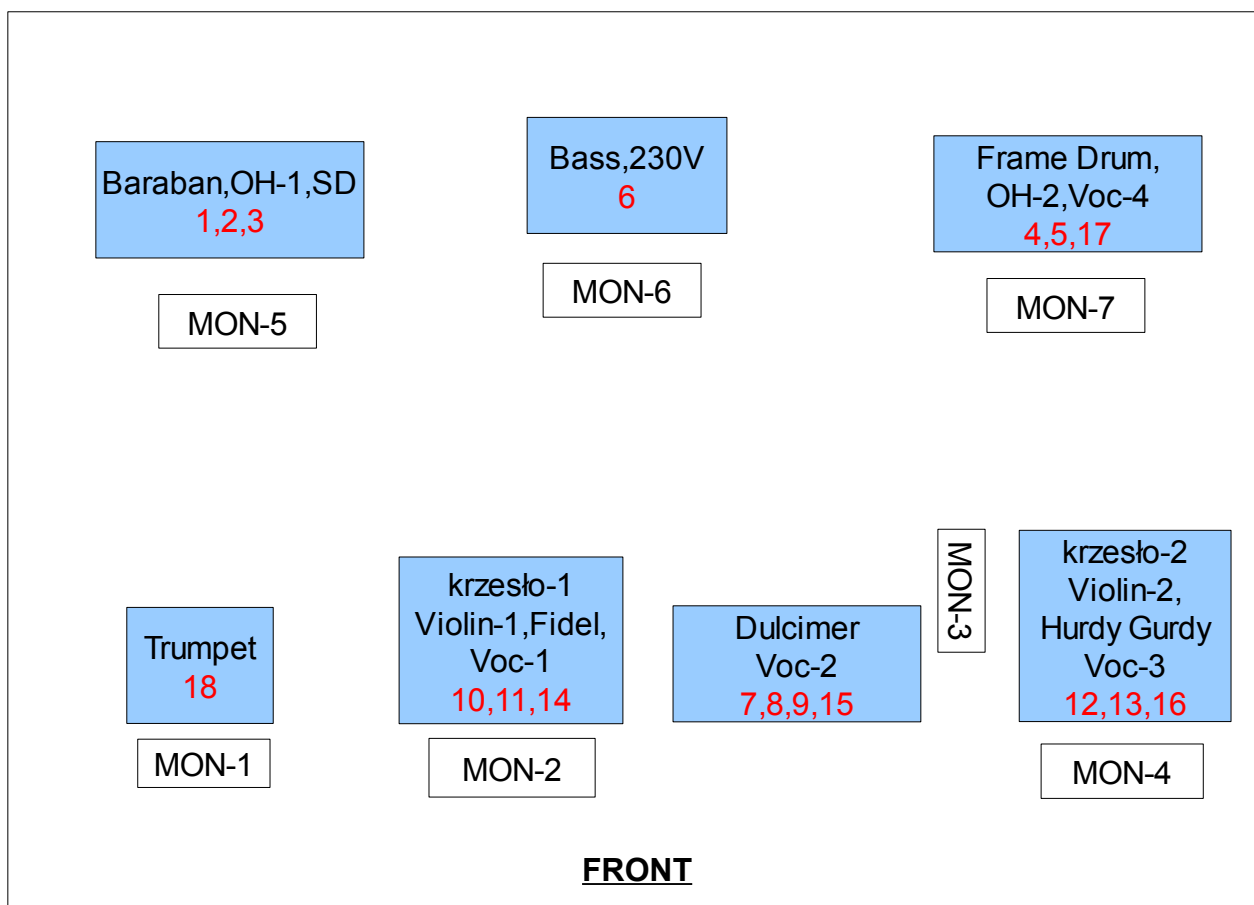 Baraban,OH-1,SD
1,2,3
MON-5
Bass,230V
6
MON-6
Frame Drum,
OH-2,Voc-4
4,5,17
MON-7
Trumpet
18
MON-1
krzesło-1
Violin-1,Fidel,
Voc-1
10,11,14
MON-2
Dulcimer
Voc-2
7,8,9,15
MON-3
krzesło-2
Violin-2,
Hurdy Gurdy
Voc-3
12,13,16
MON-4
FRONT